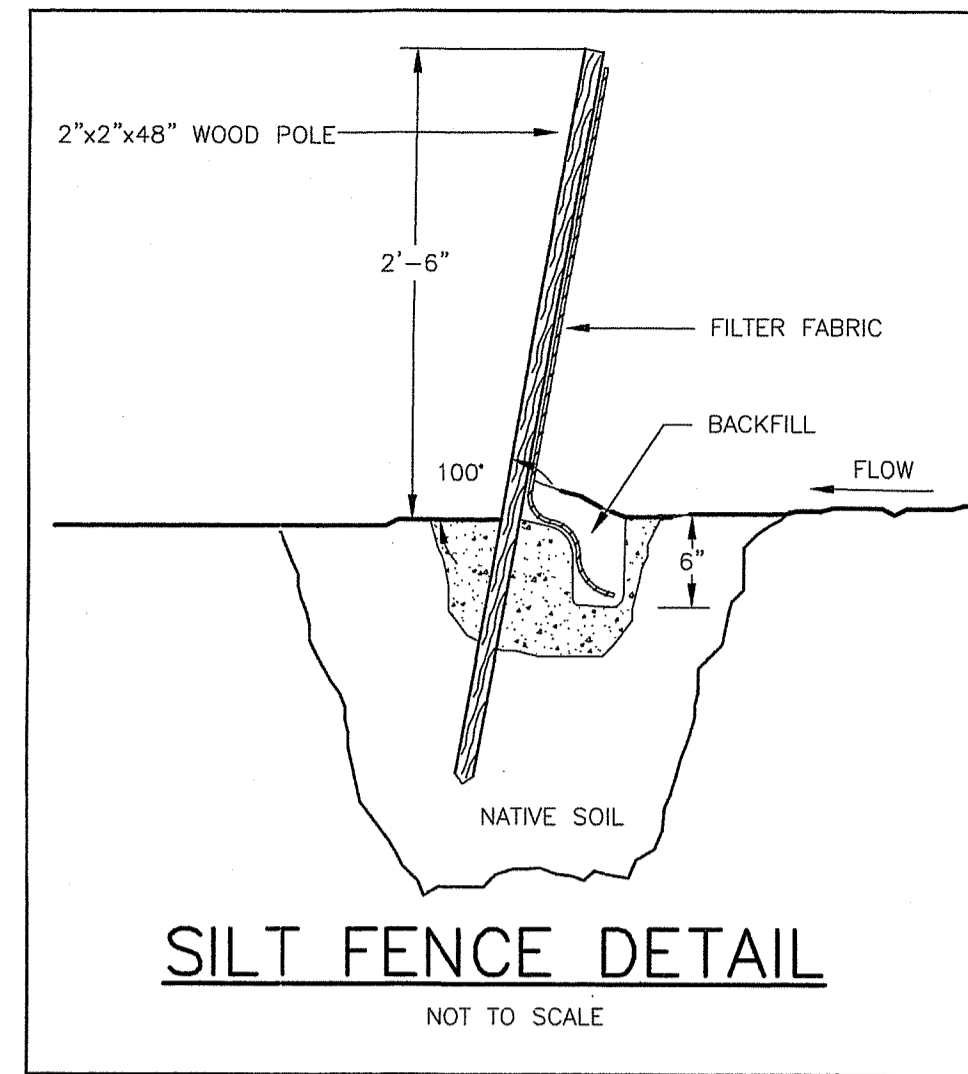 2"x2"x48" WOOD POLE
2'-6"
FILTER FABRIC
BACKFILL
FLOW
100°
6"
NATIVE SOIL
SILT FENCE DETAIL
NOT TO SCALE